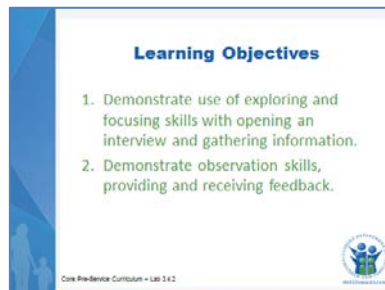 Learning Objectives
1. Demonstrate use of exploring and
focusing skills with opening an
interview and gathering information.
2. Demonstrate observation skills,
providing and receiving feedback.
Core Pre-Service Curriculum – Lab 3.4.2